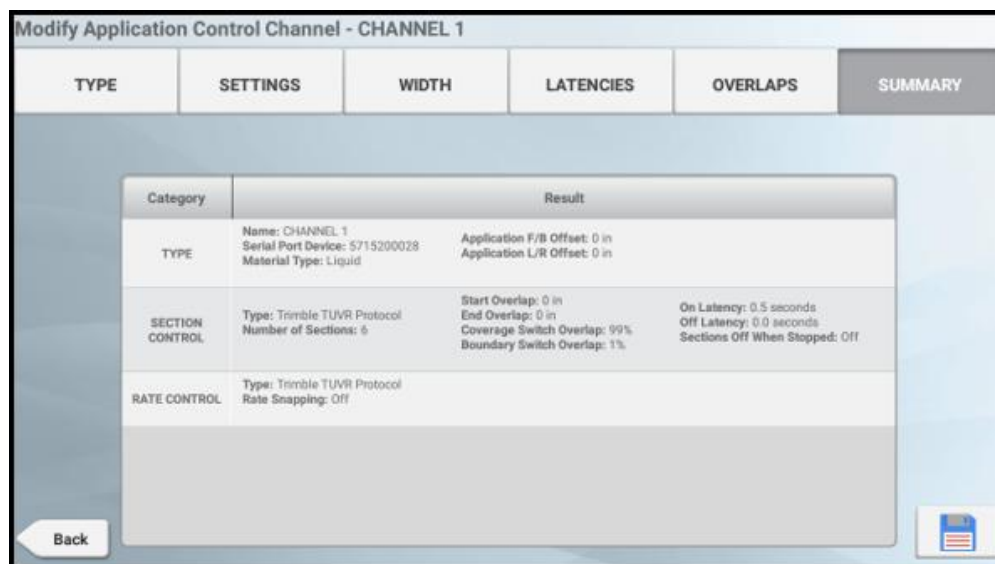 Modify Application Control Channel - CHANNEL 1
TYPE
SETTINGS
WIDTH
LATENCIES
OVERLAPS
SUMMARY
Category
Result
TYPE
Name: CHANNEL 1
Serial Port Device: 5715200028
Material Type: Liquid
Application F/B Offset: 0 in
Application L/R Offset: 0 in
SECTION
CONTROL
Type: Trimble TUVR Protocol
Number of Sections: 6
Start Overlap: 0 in
End Overlap: 0 in
Coverage Switch Overlap: 99%
Boundary Switch Overlap: 1%
On Latency: 0.5 seconds
Off Latency: 0.0 seconds
Sections Off When Stopped: Off
RATE CONTROL
Type: Trimble TUVR Protocol
Rate Snapping: Off
Back